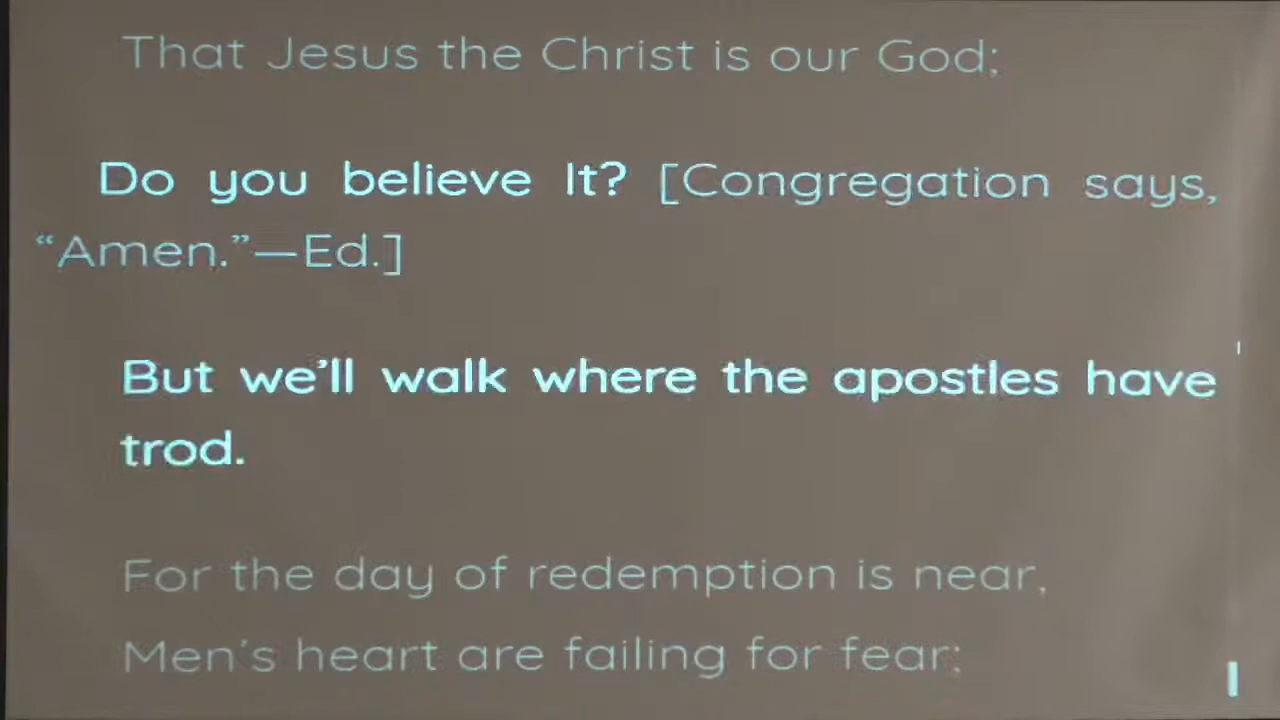 That Jesus the Christ is our God;
Do you believe It? [Congregation says,
“Amen.”—Ed.]
But we’ll walk where the apostles have
trod.
For the day of redemption is near,
Men’s heart are failing for fear;